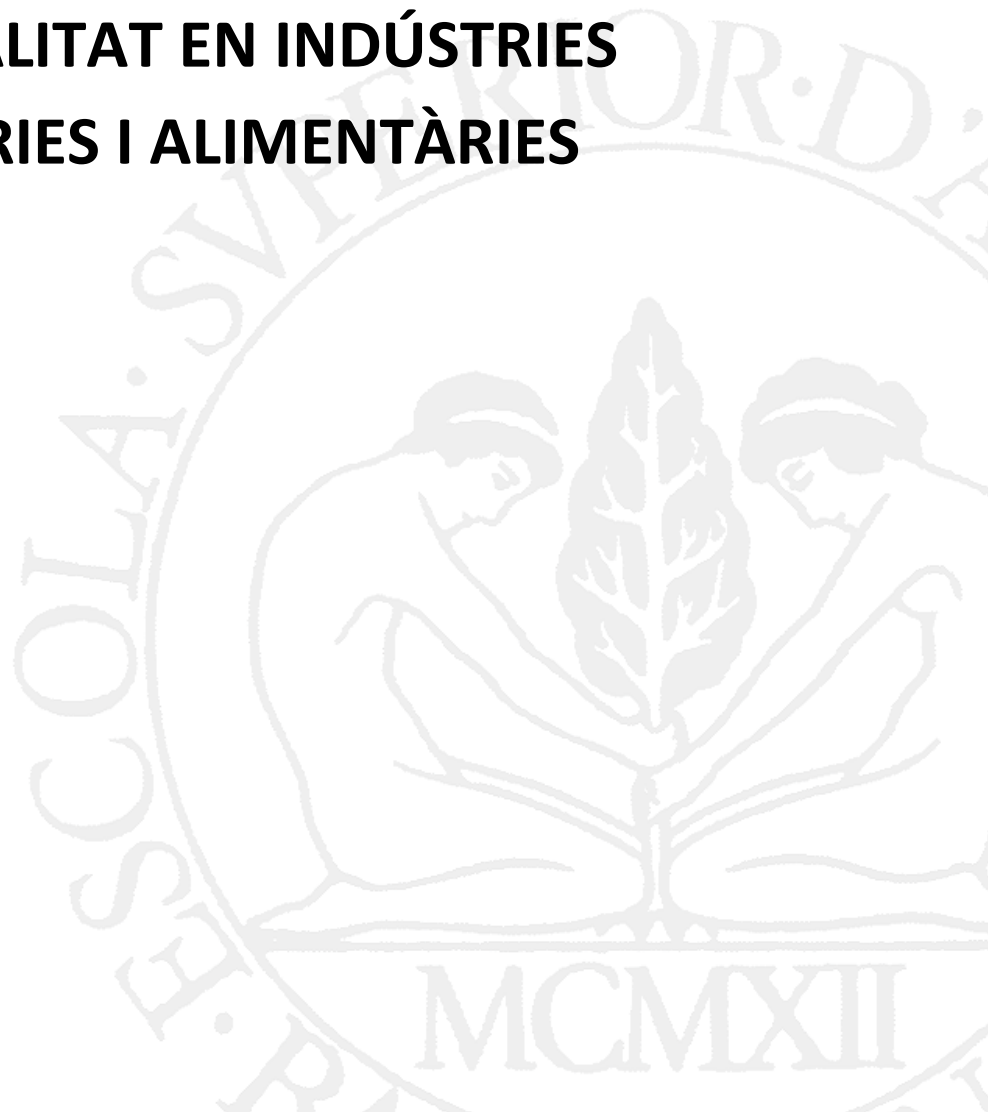 ALITAT EN INDÚSTRIES
RIES I ALIMENTÀRIES
ESCOLA · SVPERIOR · D'A
MCMXII